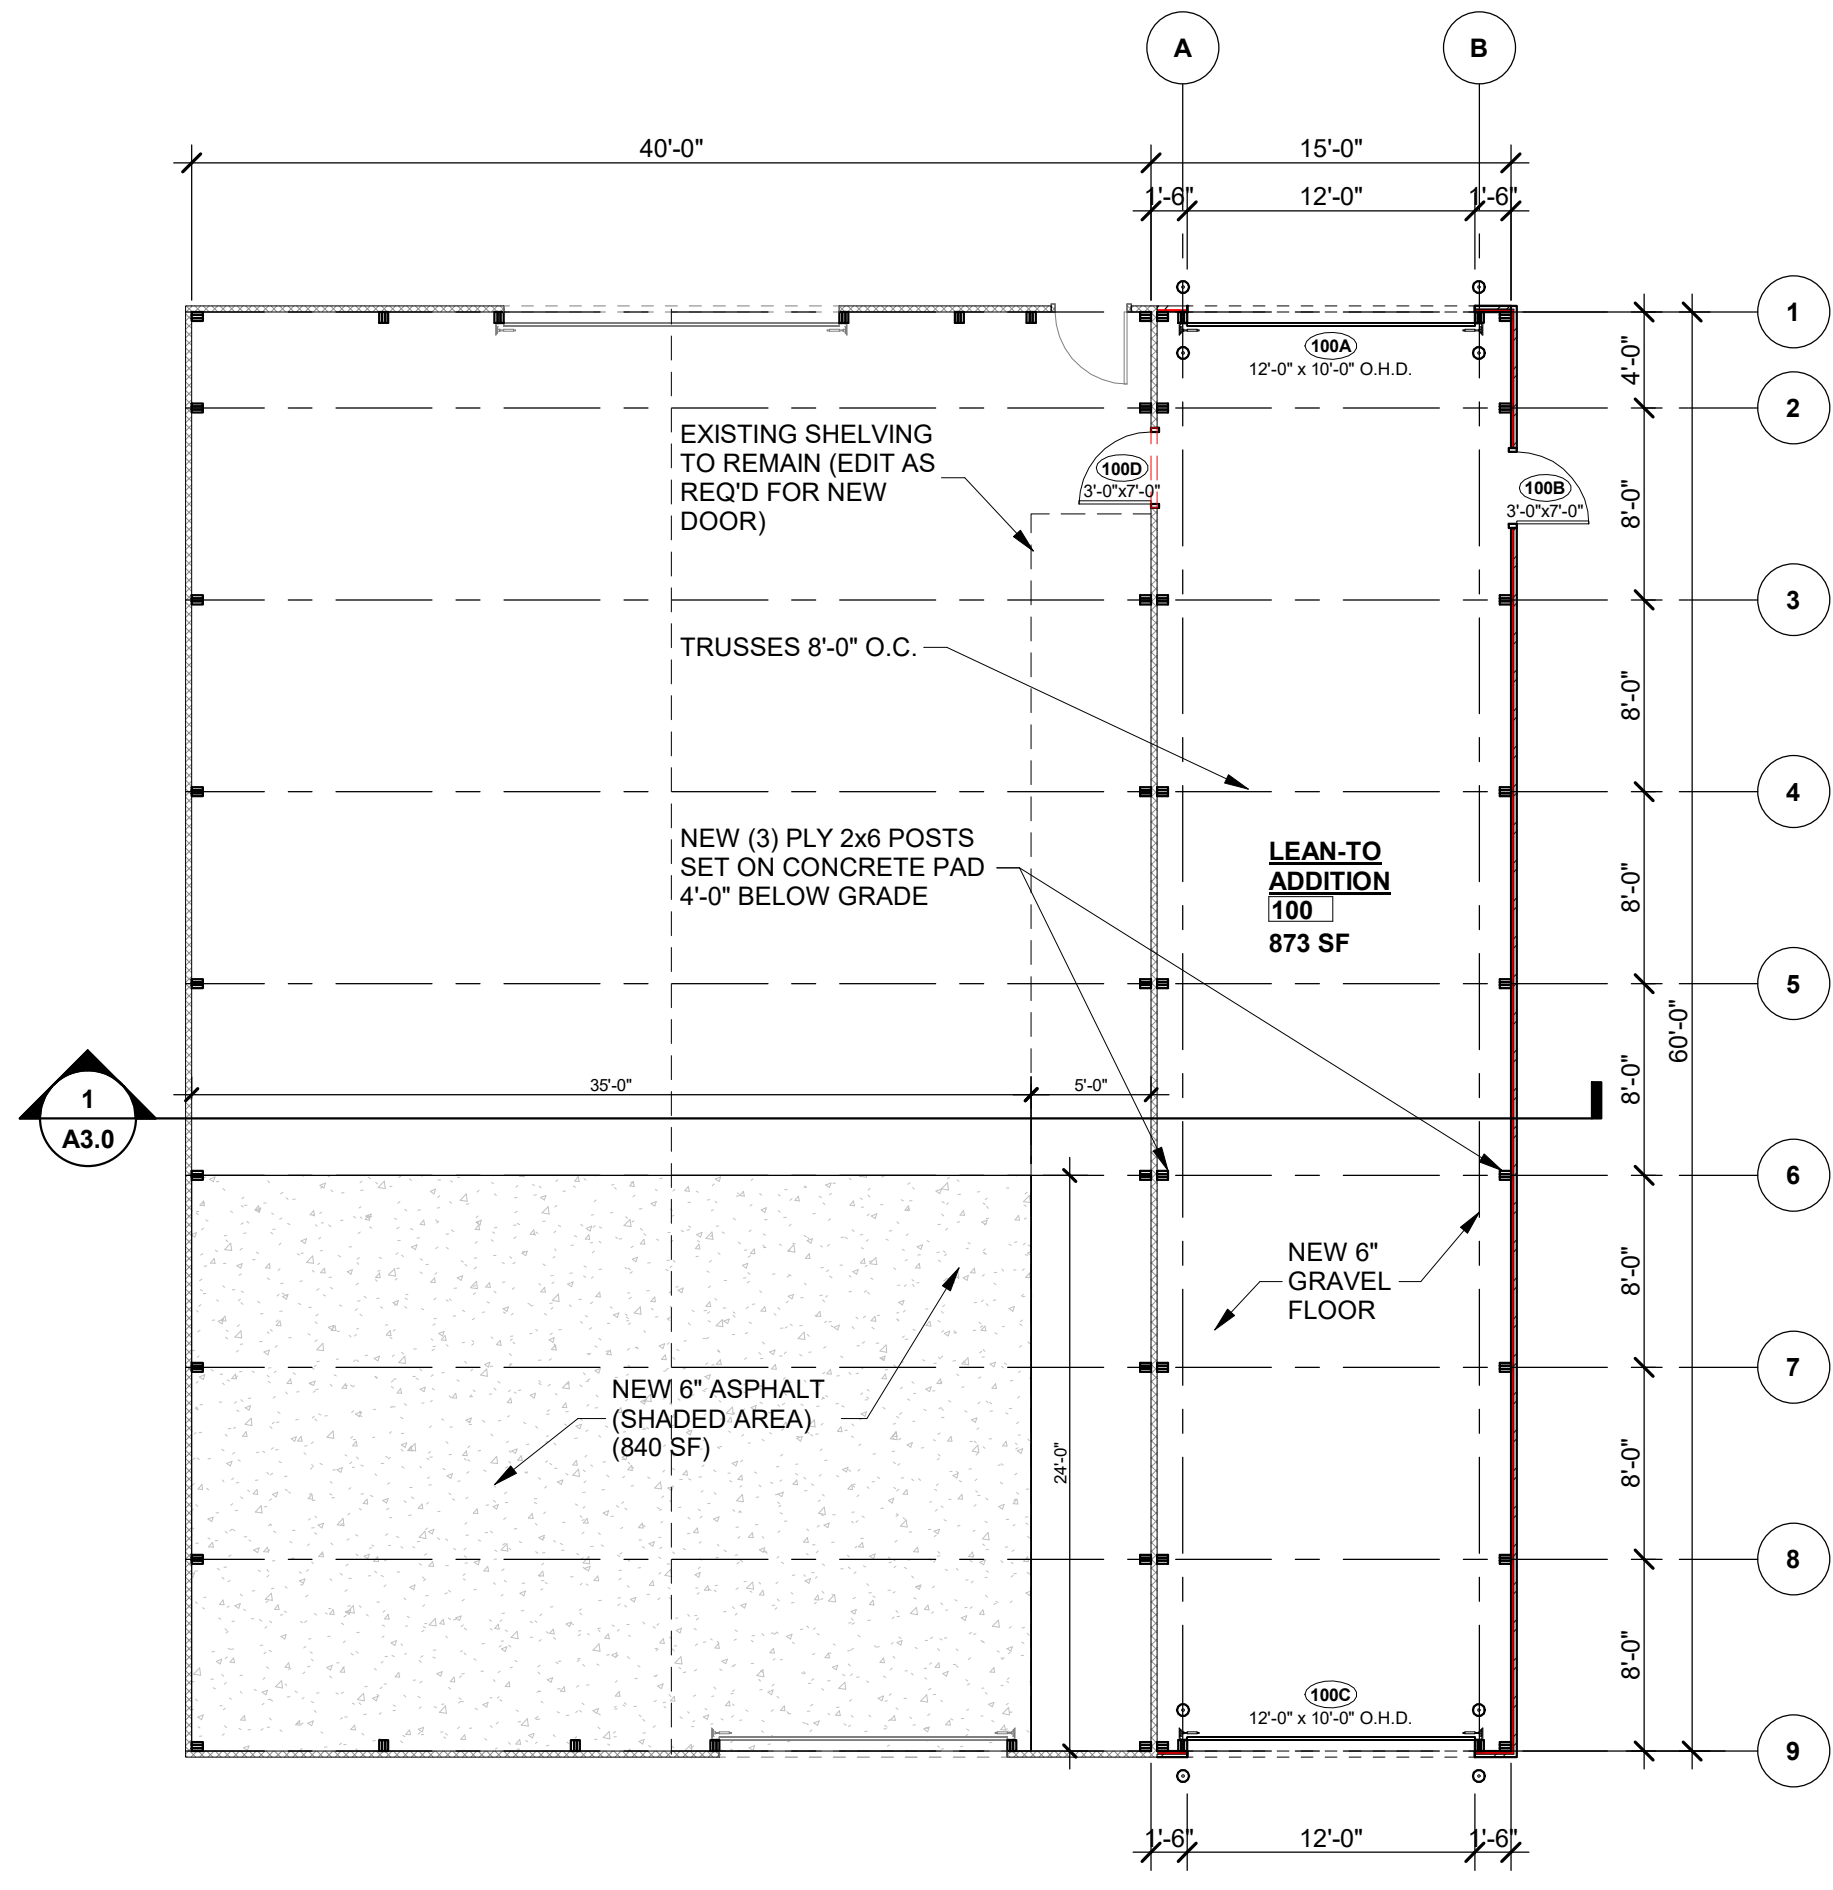 A
B
40'-0"
15'-0"
1'-6"
12'-0"
1'-6"
1
100A
12'-0" x 10'-0" O.H.D.
4'-0"
2
EXISTING SHELVING
TO REMAIN (EDIT AS
REQ'D FOR NEW
DOOR)
100D
3'-0"x7'-0"
100B
3'-0"x7'-0"
8'-0"
3
TRUSSES 8'-0" O.C.
8'-0"
4
NEW (3) PLY 2x6 POSTS
SET ON CONCRETE PAD
4'-0" BELOW GRADE
LEAN-TO
ADDITION
100
873 SF
8'-0"
5
60'-0"
35'-0"
5'-0"
8'-0"
1
A3.0
6
NEW 6"
GRAVEL
FLOOR
8'-0"
7
NEW 6" ASPHALT
(SHADED AREA)
(840 SF)
24'-0"
8'-0"
8
8'-0"
100C
12'-0" x 10'-0" O.H.D.
9
1'-6"
12'-0"
1'-6"